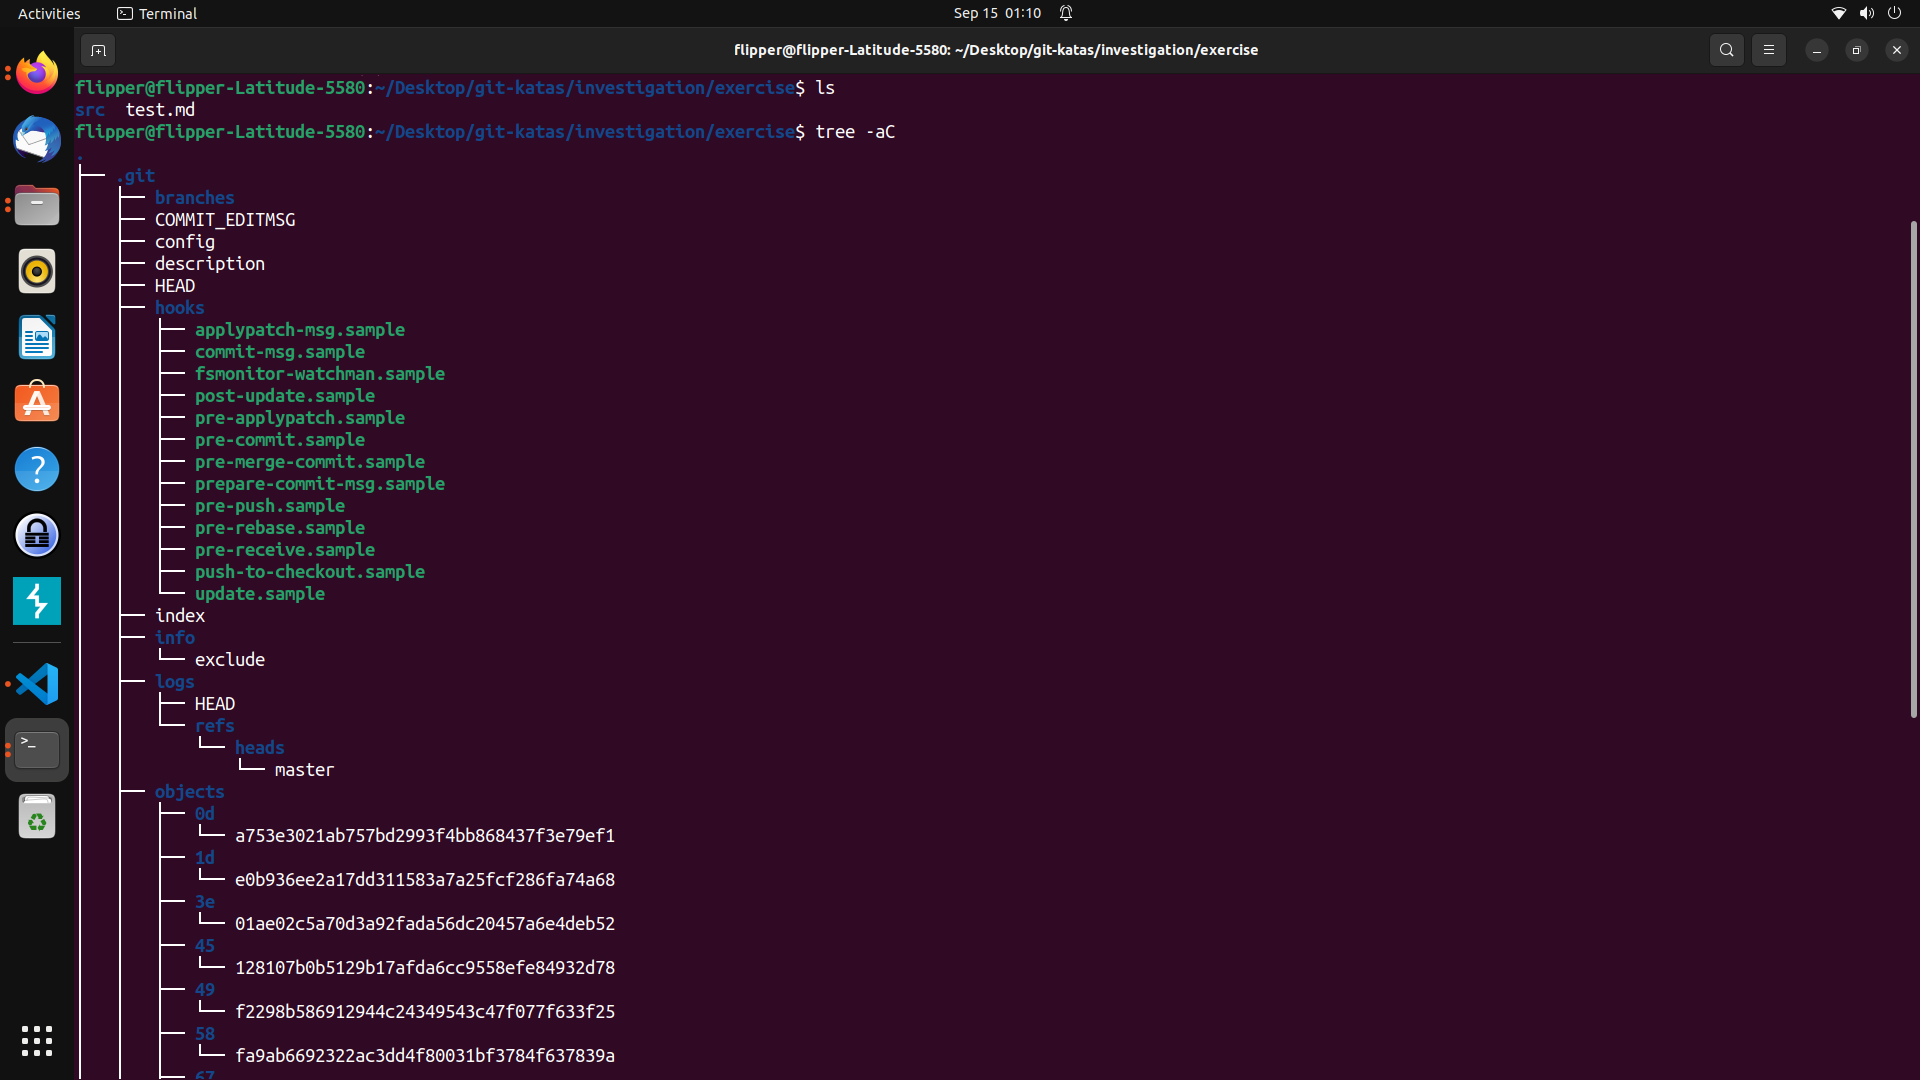 Activities
Terminal
Sep 15 01:10
flipper@flipper-Latitude-5580: ~/Desktop/git-katas/investigation/exercise
flipper@flipper-Latitude-5580:~/Desktop/git-katas/investigation/exercise$ ls
src test.md
flipper@flipper-Latitude-5580:~/Desktop/git-katas/investigation/exercise$ tree -aC
.
├── .git
│   ├── branches
│   ├── COMMIT_EDITMSG
│   ├── config
│   ├── description
│   ├── HEAD
│   ├── hooks
│   │   ├── applypatch-msg.sample
│   │   ├── commit-msg.sample
│   │   ├── fsmonitor-watchman.sample
│   │   ├── post-update.sample
│   │   ├── pre-applypatch.sample
│   │   ├── pre-commit.sample
│   │   ├── pre-merge-commit.sample
│   │   ├── prepare-commit-msg.sample
│   │   ├── pre-push.sample
│   │   ├── pre-rebase.sample
│   │   ├── pre-receive.sample
│   │   ├── push-to-checkout.sample
│   │   └── update.sample
│   ├── index
│   ├── info
│   │   └── exclude
│   ├── logs
│   │   ├── HEAD
│   │   └── refs
│   │       └── heads
│   │           └── master
│   ├── objects
│   │   ├── 0d
│   │   │   └── a753e3021ab757bd2993f4bb868437f3e79ef1
│   │   ├── 1d
│   │   │   └── e0b936ee2a17dd311583a7a25fcf286fa74a68
│   │   ├── 3e
│   │   │   └── 01ae02c5a70d3a92fada56dc20457a6e4deb52
│   │   ├── 45
│   │   │   └── 128107b0b5129b17afda6cc9558efe84932d78
│   │   ├── 49
│   │   │   └── f2298b586912944c24349543c47f077f633f25
│   │   ├── 58
│   │   │   └── fa9ab6692322ac3dd4f80031bf3784f637839a
│   │   ├── 67